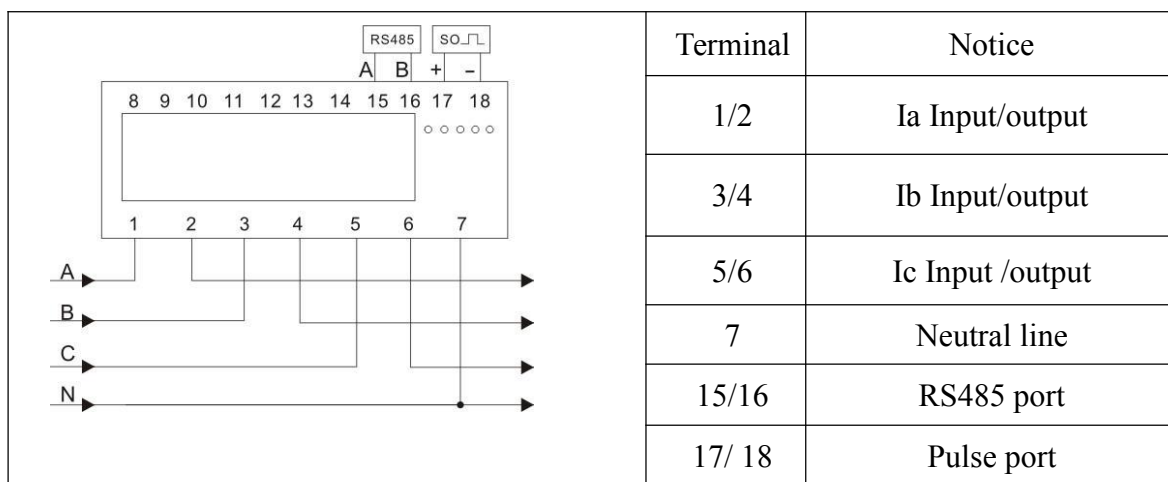 RS485 SO
A B + -
8 9 10 11 12 13 14 15 16 17 18
1 2 3 4 5 6 7
A
B
C
N
Terminal Notice
1/2 Ia Input/output
3/4 Ib Input/output
5/6 Ic Input /output
7 Neutral line
15/16 RS485 port
17/ 18 Pulse port